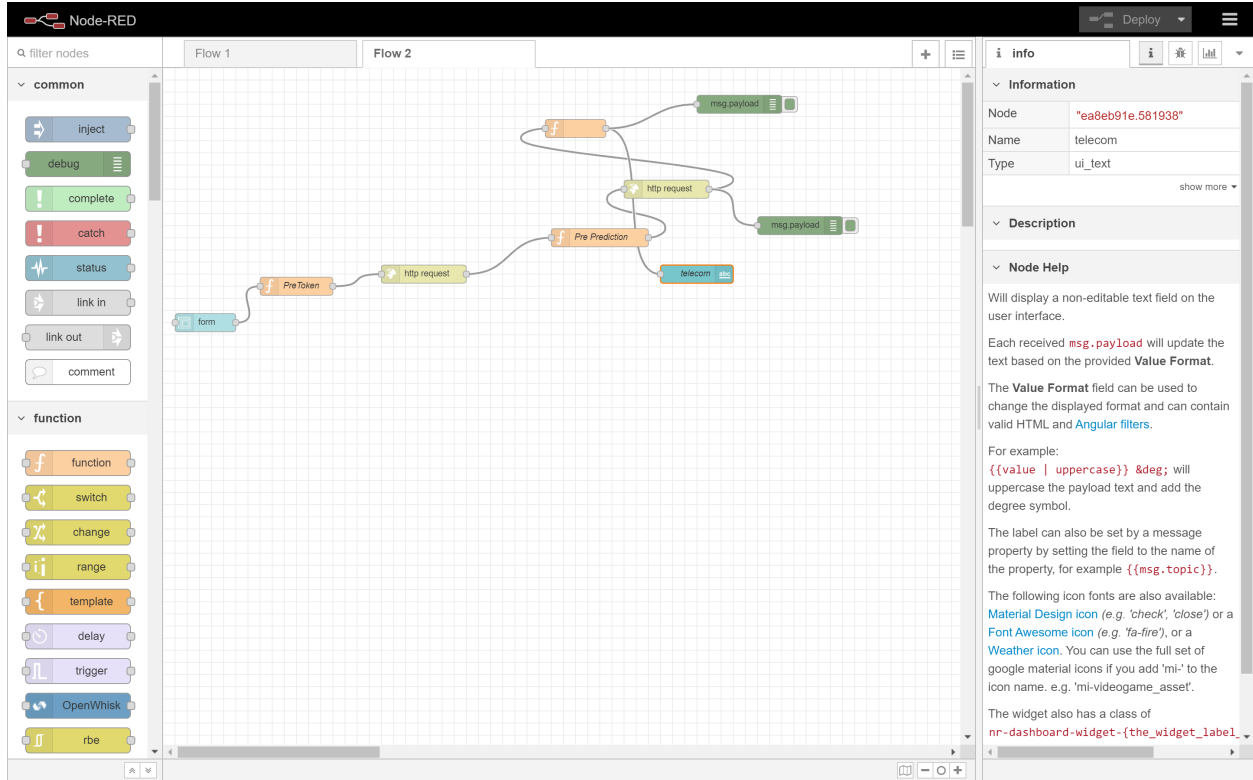 Node-RED
Deploy
filter nodes
Flow 1
Flow 2
info
common
inject
debug
complete
catch
status
link in
link out
comment
function
function
switch
change
range
template
delay
trigger
OpenWhisk
rbe
msg.payload
http request
msg.payload
Pre Prediction
http request
telecom
abc
PreToken
form
Information
Node "ea8eb91e.581938"
Name telecom
Type ui_text
show more
Description
Node Help
Will display a non-editable text field on the
user interface.
Each received msg.payload will update the
text based on the provided Value Format.
The Value Format field can be used to
change the displayed format and can contain
valid HTML and Angular filters.
For example:
{{value | uppercase}} &deg; will
uppercase the payload text and add the
degree symbol.
The label can also be set by a message
property by setting the field to the name of
the property, for example {{msg.topic}}.
The following icon fonts are also available:
Material Design icon (e.g. 'check', 'close') or a
Font Awesome icon (e.g. 'fa-fire'), or a
Weather icon. You can use the full set of
google material icons if you add 'mi-' to the
icon name. e.g. 'mi-videogame_asset'.
The widget also has a class of
nr-dashboard-widget-{the_widget_label_